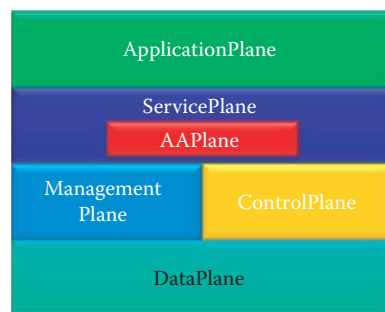 ApplicationPlane
ServicePlane
AAPlane
Management
Plane
ControlPlane
DataPlane